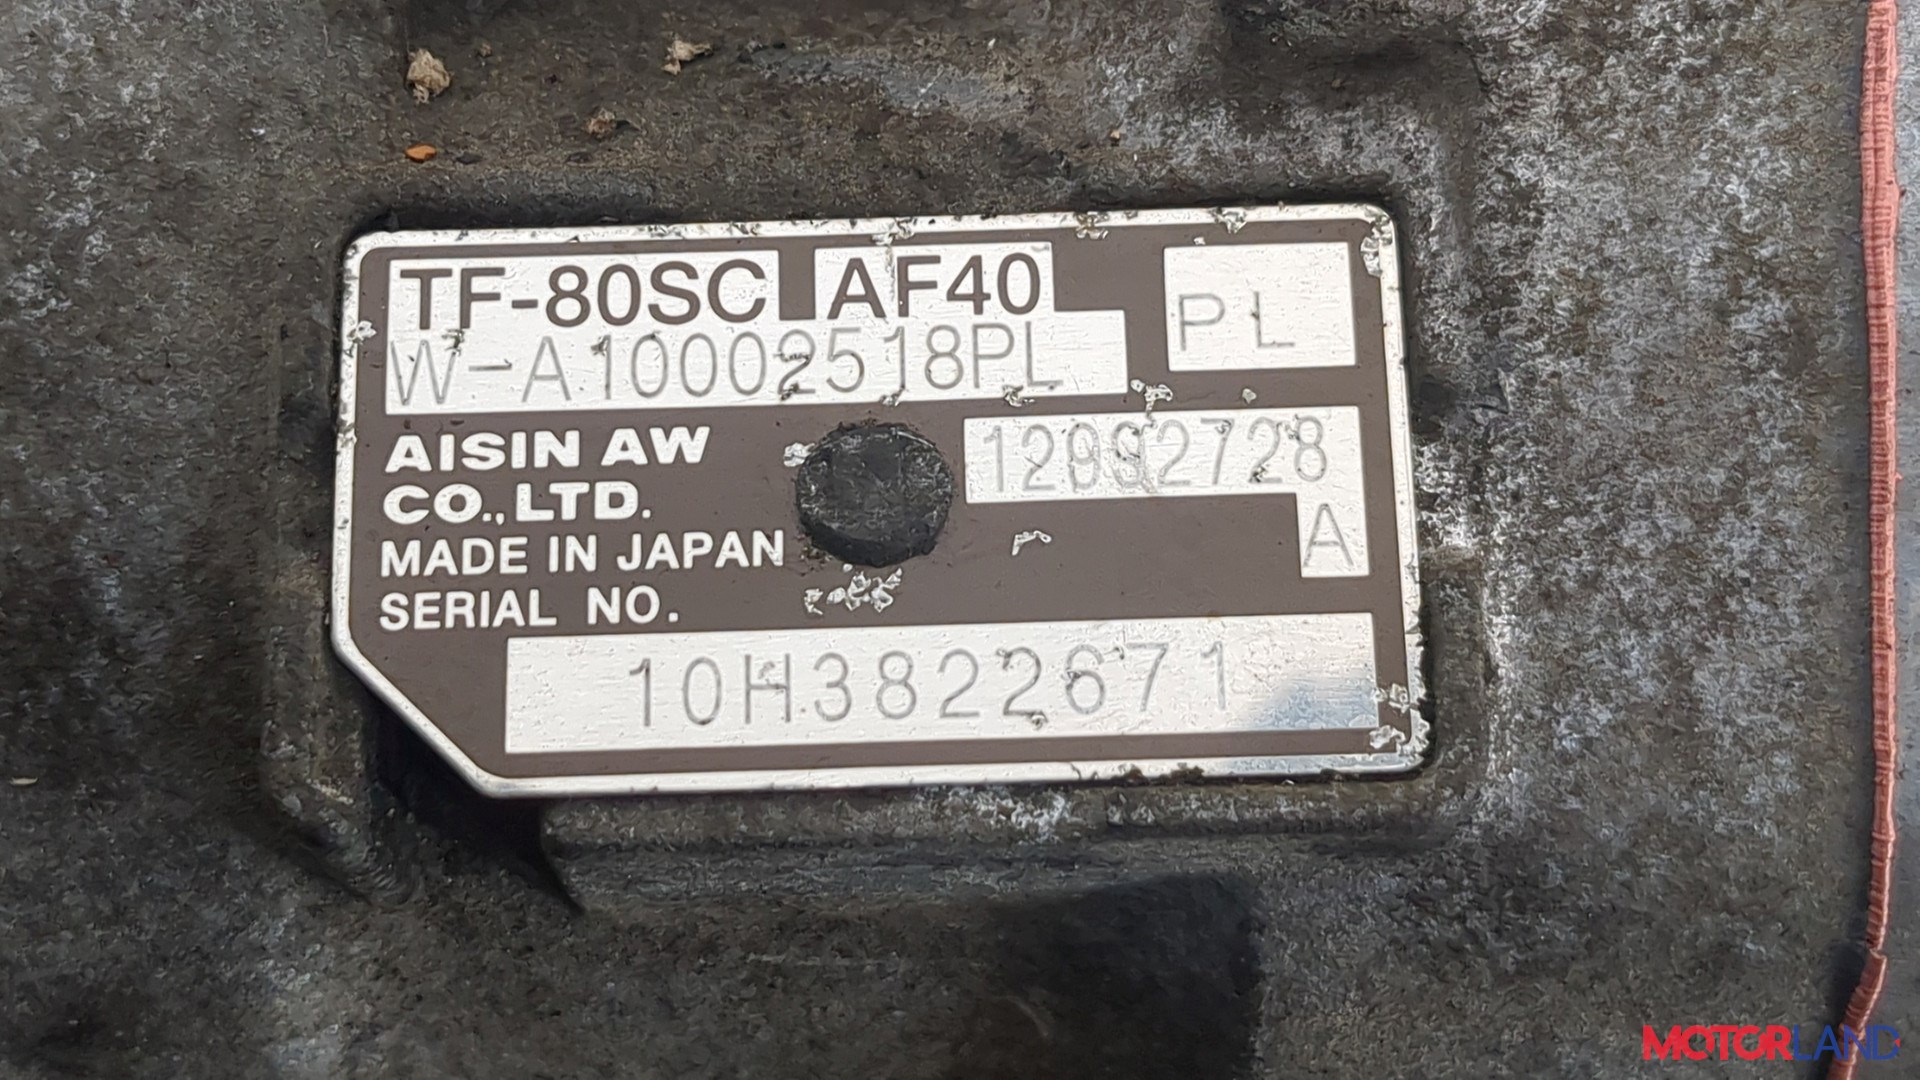 TF-80SC AF40
PL
W-A10002518PL
AISIN AW
CO.,LTD.
MADE IN JAPAN
A
SERIAL NO.
10H3822671
MOTORLAND